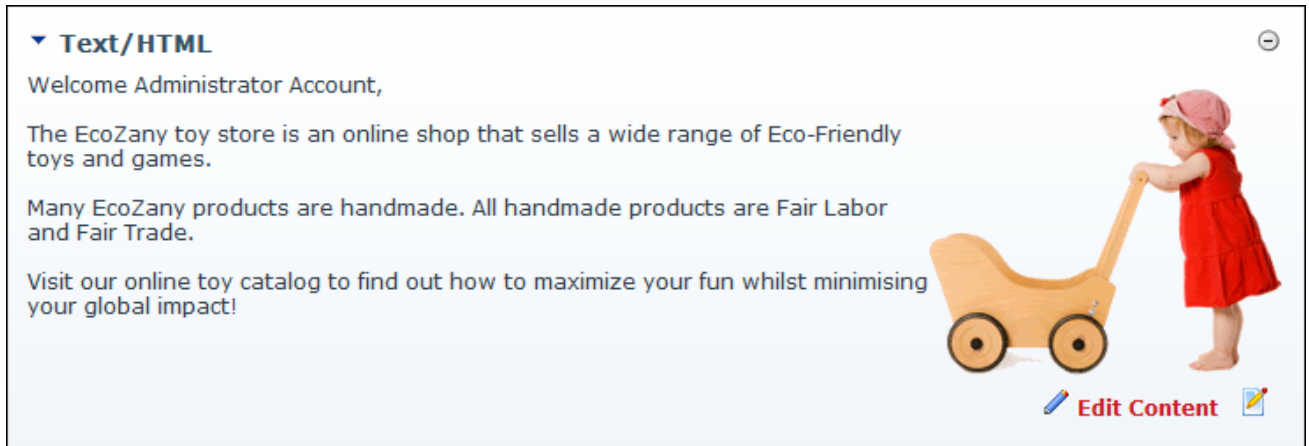 Text/HTML
Welcome Administrator Account,
The EcoZany toy store is an online shop that sells a wide range of Eco-Friendly
toys and games.
Many EcoZany products are handmade. All handmade products are Fair Labor
and Fair Trade.
Visit our online toy catalog to find out how to maximize your fun whilst minimising
your global impact!
Edit Content